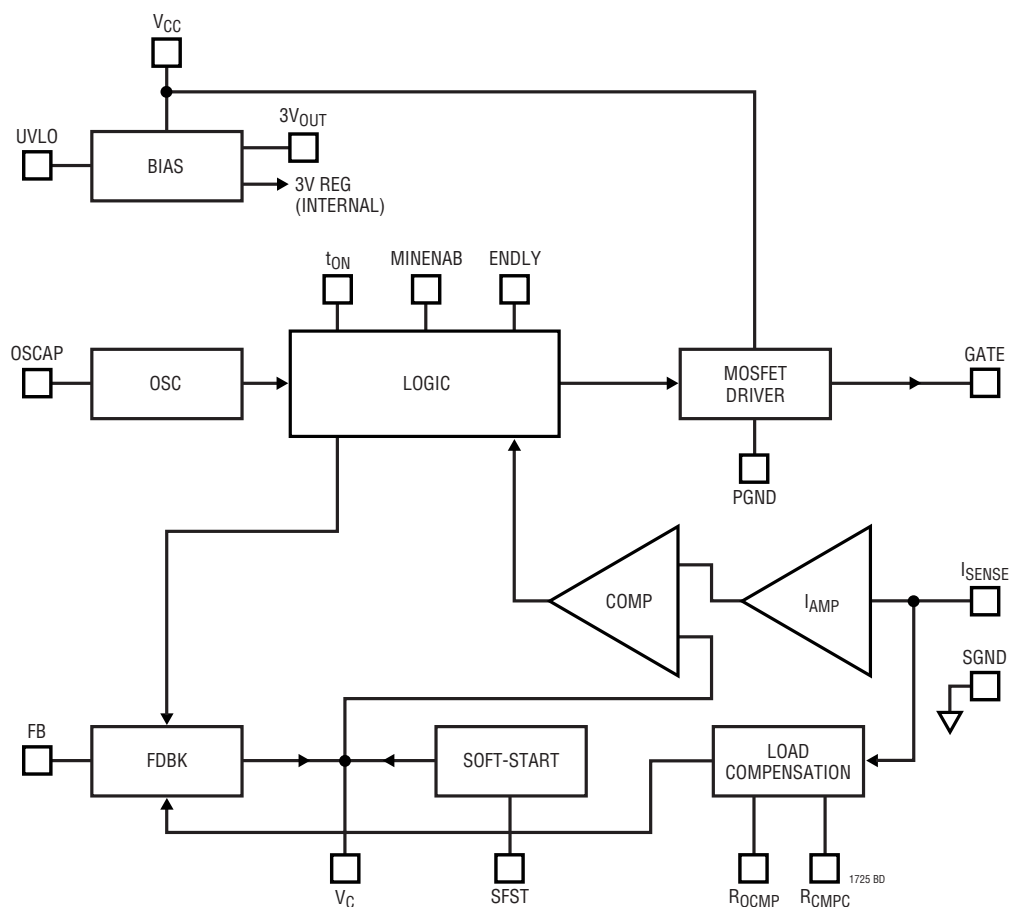 VCC
UVLO
3VOUT
BIAS
3V REG
(INTERNAL)
tON
MINENAB
ENDLY
OSCAP
OSC
LOGIC
MOSFET
DRIVER
GATE
PGND
COMP
IAMP
ISENSE
SGND
FB
FDBK
SOFT-START
LOAD
COMPENSATION
VC
SFST
ROCMP
RCMPC
1725 BD